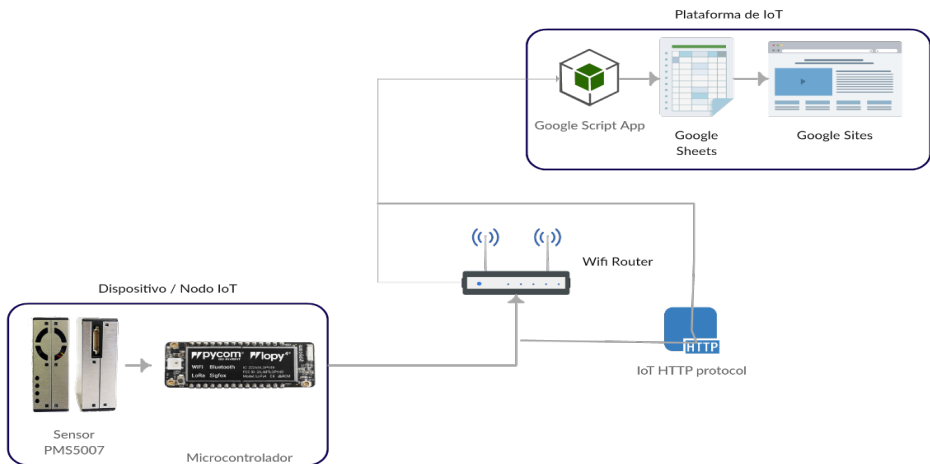 Plataforma de IoT
Google Script App
Google
Sheets
Google Sites
Wifi Router
Dispositivo / Nodo IoT
pycom
lopy4
WiFi Bluetooth
LoRa Sigfox
HTTP
IoT HTTP protocol
Sensor
PMS5007
Microcontrolador